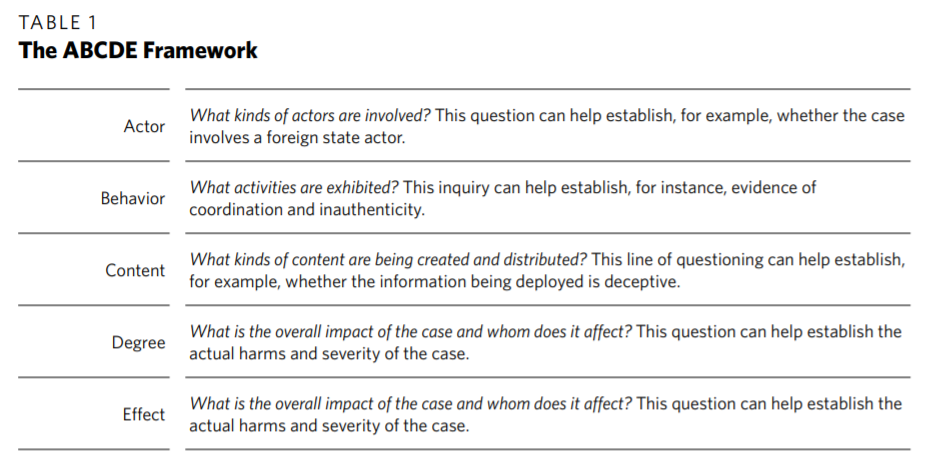 TABLE 1
The ABCDE Framework
Actor
What kinds of actors are involved? This question can help establish, for example, whether the case
involves a foreign state actor.
Behavior
What activities are exhibited? This inquiry can help establish, for instance, evidence of
coordination and inauthenticity.
Content
What kinds of content are being created and distributed? This line of questioning can help establish,
for example, whether the information being deployed is deceptive.
Degree
What is the overall impact of the case and whom does it affect? This question can help establish the
actual harms and severity of the case.
Effect
What is the overall impact of the case and whom does it affect? This question can help establish the
actual harms and severity of the case.